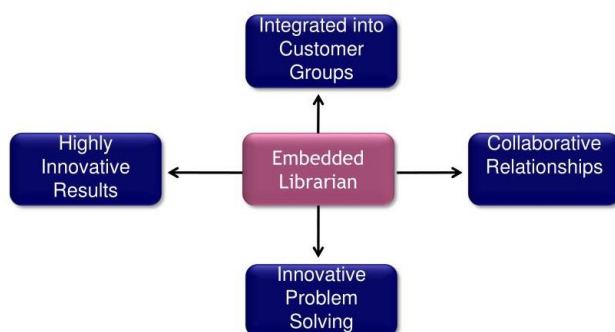 Integrated into
Customer
Groups
Highly
Innovative
Results
Embedded
Librarian
Collaborative
Relationships
Innovative
Problem
Solving